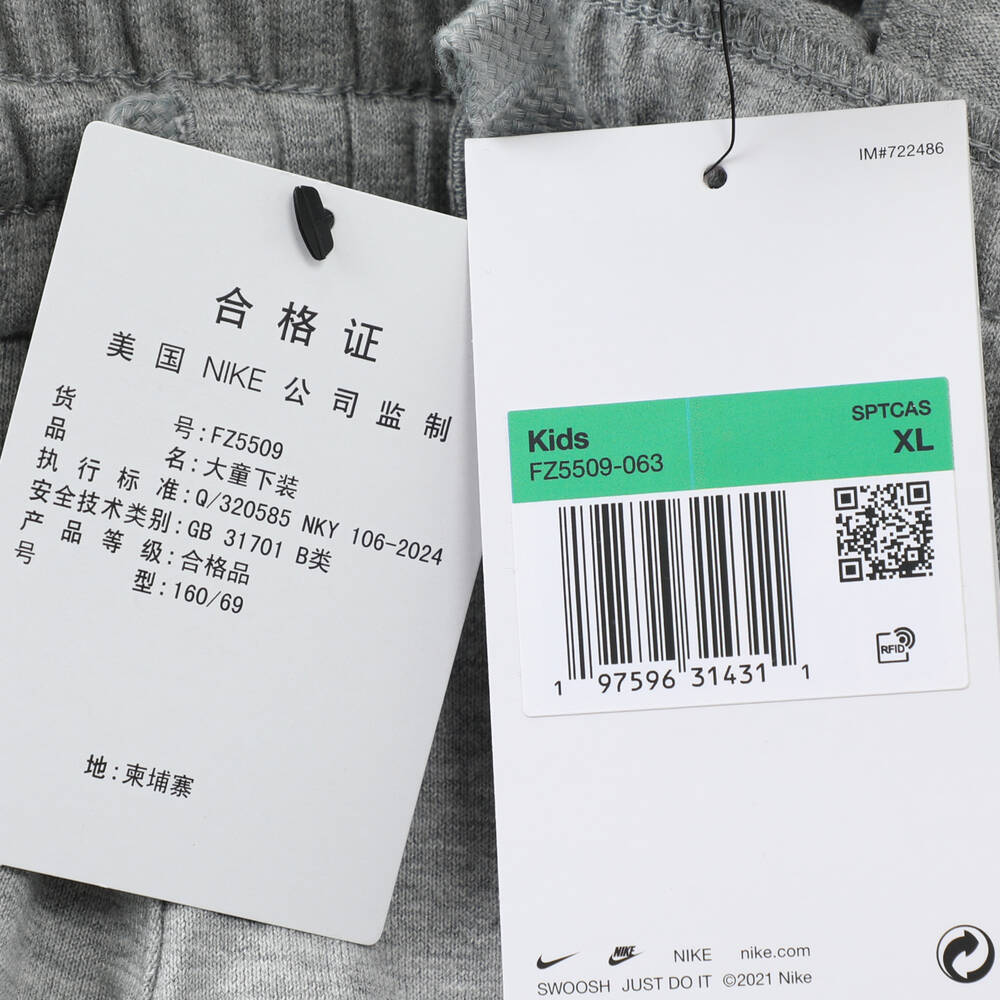 合格证
美国 NIKE 公司监制
货号:FZ5509
品名:大童下装
执行标准:Q/320585 NKY 106-2024
安全技术类别:GB 31701 B类
产品等级:合格品
号型:160/69
地:柬埔寨
IM#722486
SPTCAS
Kids XL
FZ5509-063
1 97596 31431 1
RFID
NIKE NIKE nike.com
SWOOSH JUST DO IT ©2021 Nike